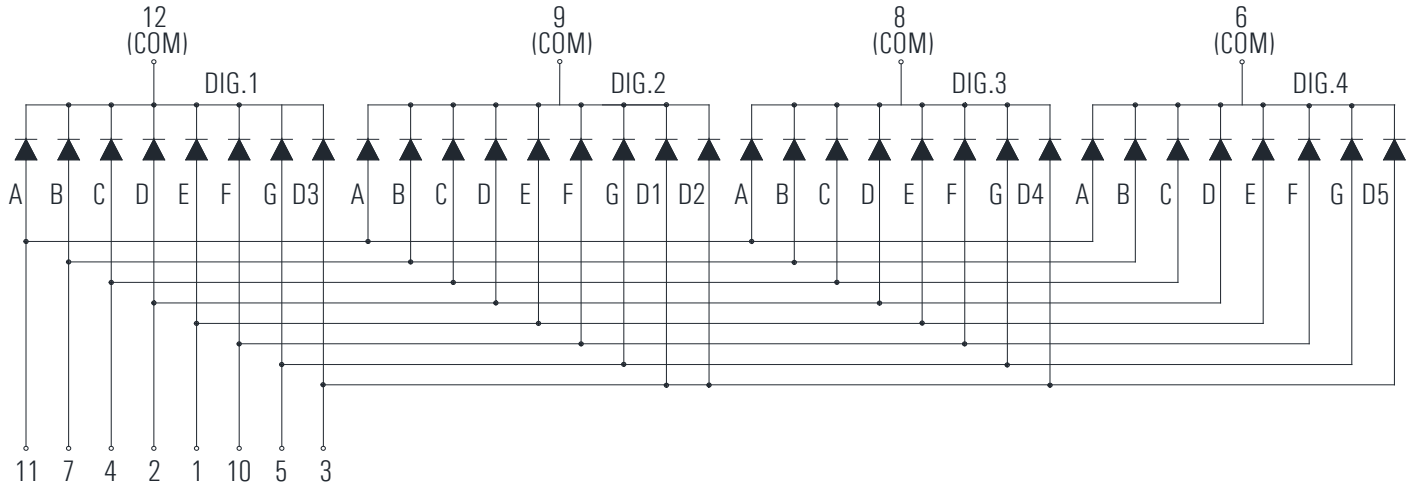 12 9 8 6
(COM) (COM) (COM) (COM)
DIG.1 DIG.2 DIG.3 DIG.4
A B C D E F G D3 A B C D E F G D1 D2 A B C D E F G D4 A B C D E F G D5
11 7 4 2 1 10 5 3